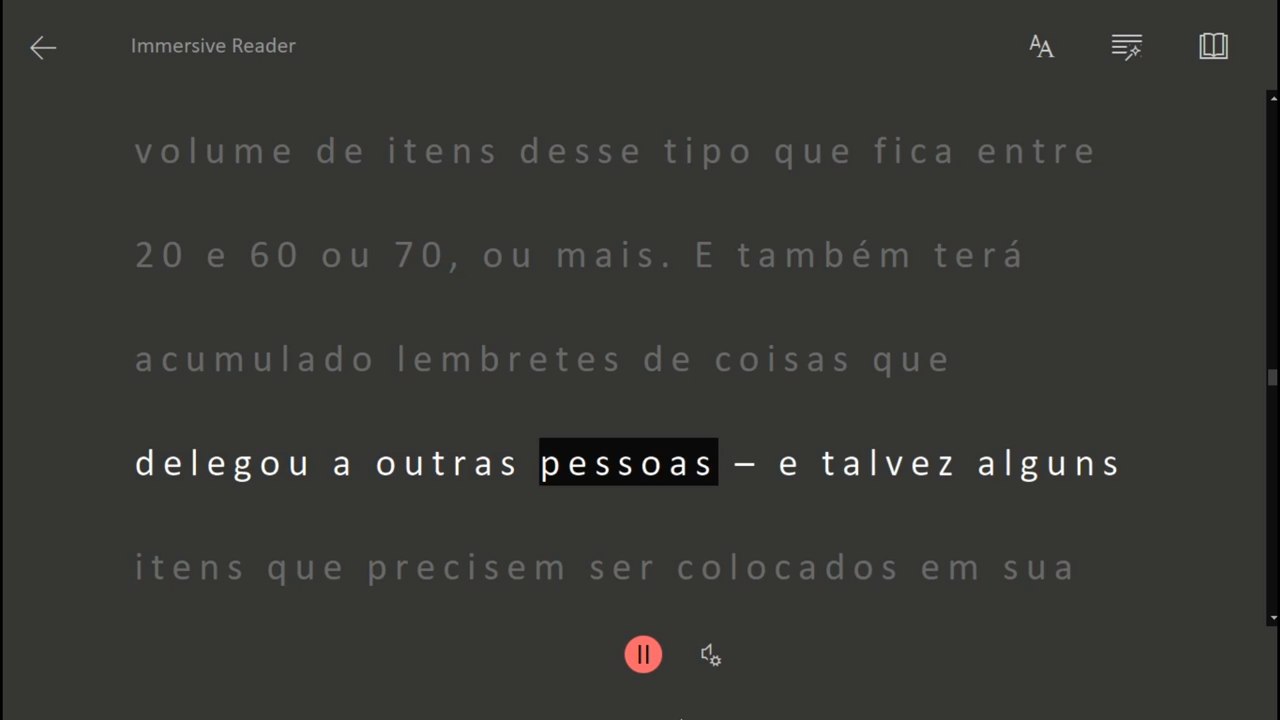 Immersive Reader
volume de itens desse tipo que fica entre
20 e 60 ou 70, ou mais. E também terá
acumulado lembretes de coisas que
delegou a outras pessoas – e talvez alguns
itens que precisem ser colocados em sua